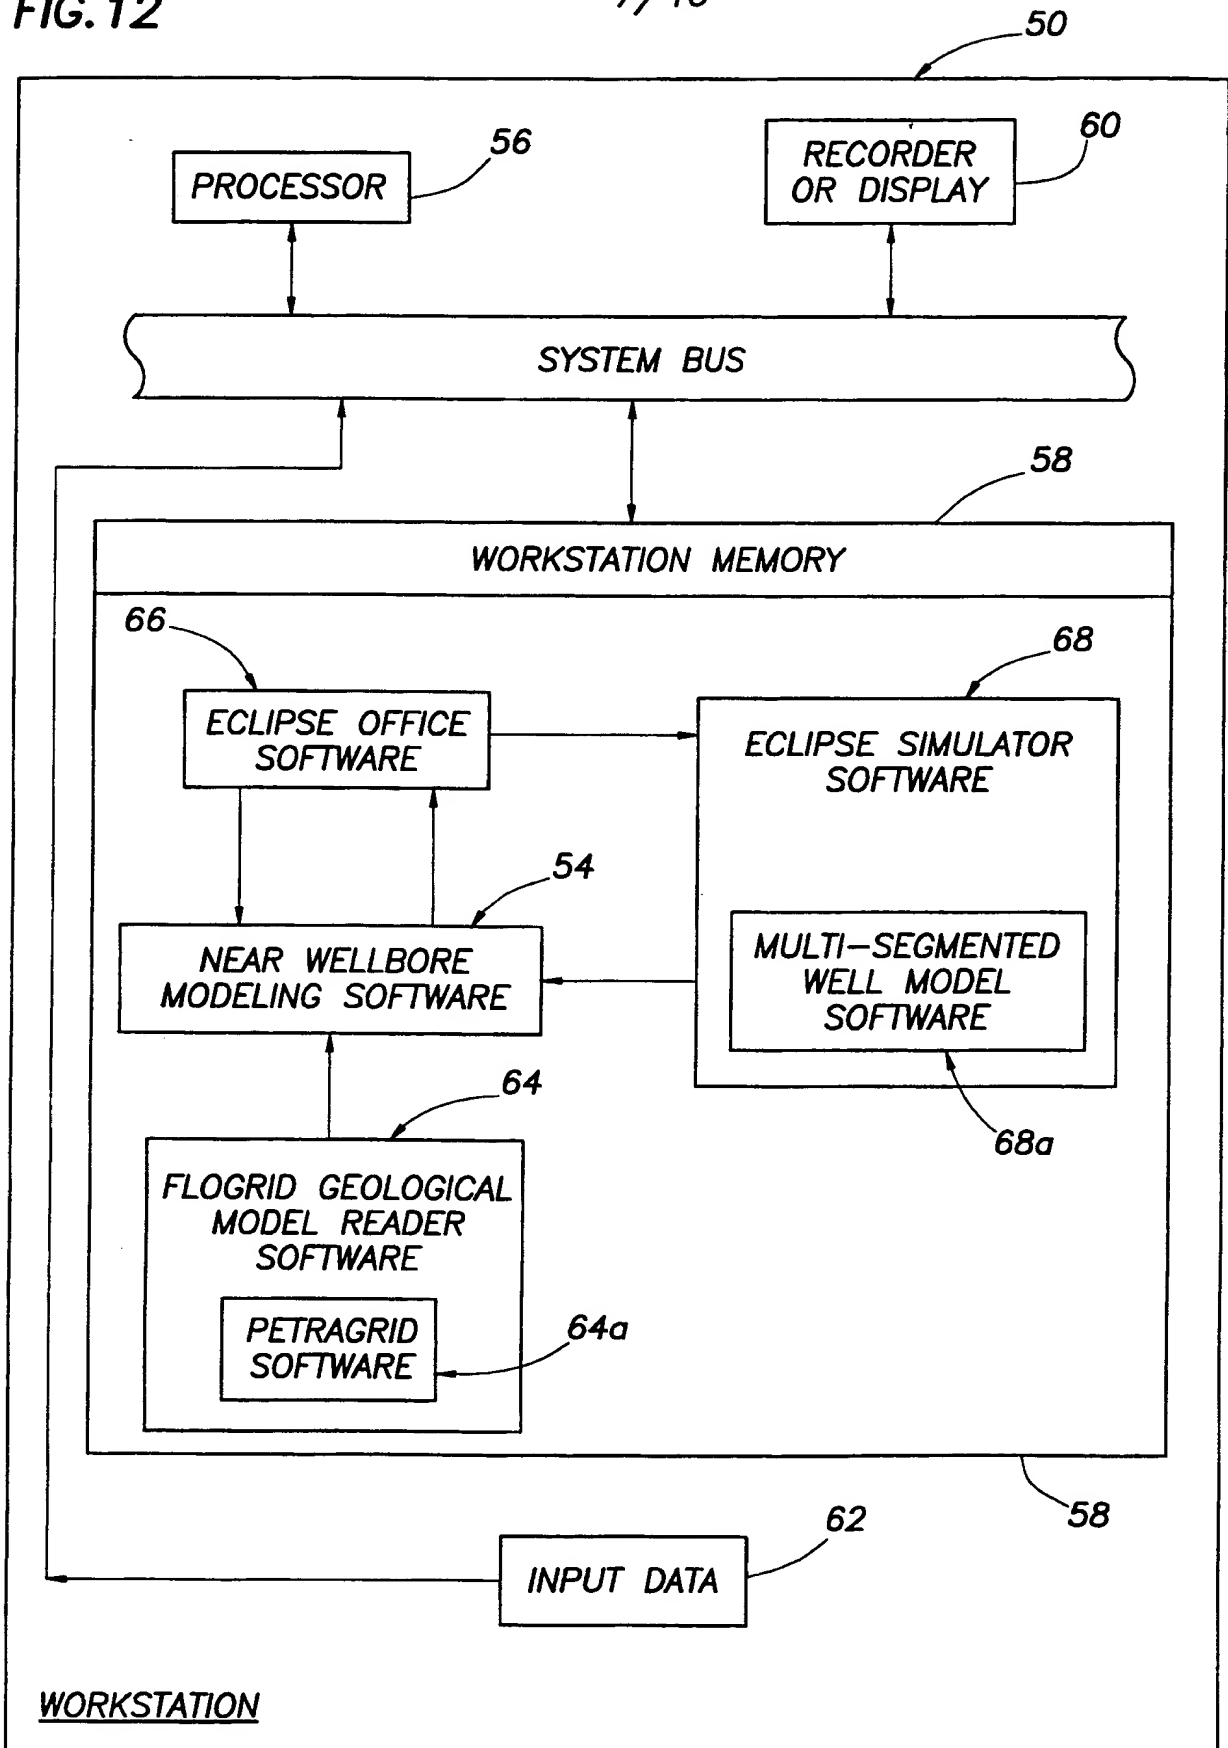 FIG. 12
50
56
PROCESSOR
60
RECORDER
OR DISPLAY
SYSTEM BUS
58
WORKSTATION MEMORY
66
ECLIPSE OFFICE
SOFTWARE
68
ECLIPSE SIMULATOR
SOFTWARE
54
NEAR WELLBORE
MODELING SOFTWARE
MULTI-SEGMENTED
WELL MODEL
SOFTWARE
68a
64
FLOGRID GEOLOGICAL
MODEL READER
SOFTWARE
PETRAGRID
SOFTWARE
64a
58
62
INPUT DATA
WORKSTATION